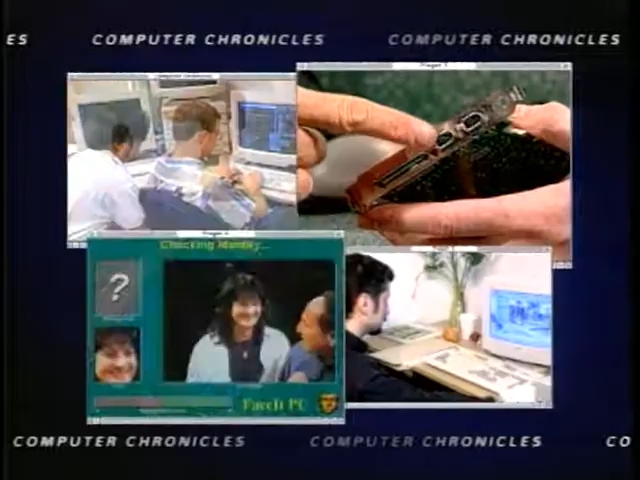 ES COMPUTER CHRONICLES COMPUTER CHRONICLES
Checking Identity...
?
FaceIt PC
COMPUTER CHRONICLES COMPUTER CHRONICLES CO